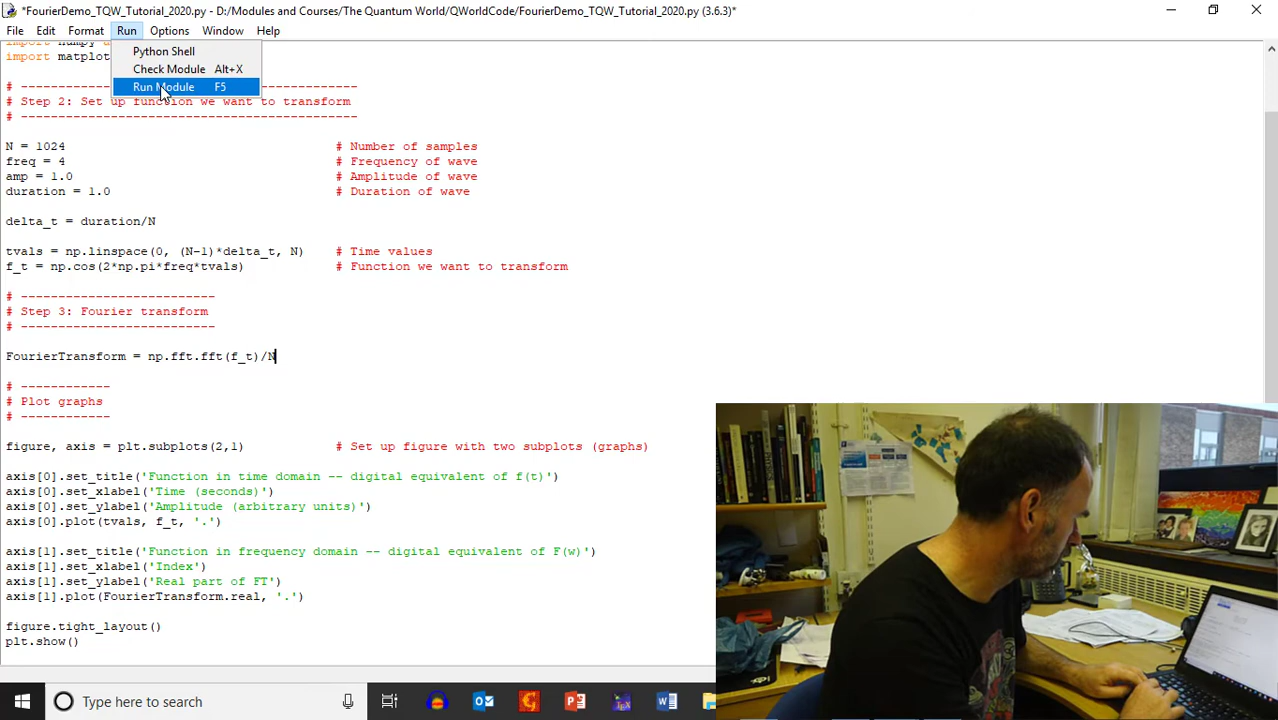 *FourierDemo_TQW_Tutorial_2020.py - D:/Modules and Courses/The Quantum World/QWorldCode/FourierDemo_TQW_Tutorial_2020.py (3.6.3)*
File Edit Format Run Options Window Help
Python Shell
Check Module Alt+X
Run Module F5
import numpy a
import matplot
# ---------------------------------------------
# Step 2: Set up function we want to transform
# ---------------------------------------------
N = 1024 # Number of samples
freq = 4 # Frequency of wave
amp = 1.0 # Amplitude of wave
duration = 1.0 # Duration of wave
delta_t = duration/N
tvals = np.linspace(0, (N-1)*delta_t, N) # Time values
f_t = np.cos(2*np.pi*freq*tvals) # Function we want to transform
# --------------------------
# Step 3: Fourier transform
# --------------------------
FourierTransform = np.fft.fft(f_t)/N
# ------------
# Plot graphs
# ------------
figure, axis = plt.subplots(2,1) # Set up figure with two subplots (graphs)
axis[0].set_title('Function in time domain -- digital equivalent of f(t)')
axis[0].set_xlabel('Time (seconds)')
axis[0].set_ylabel('Amplitude (arbitrary units)')
axis[0].plot(tvals, f_t, '.')
axis[1].set_title('Function in frequency domain -- digital equivalent of F(w)')
axis[1].set_xlabel('Index')
axis[1].set_ylabel('Real part of FT')
axis[1].plot(FourierTransform.real, '.')
figure.tight_layout()
plt.show()
Type here to search